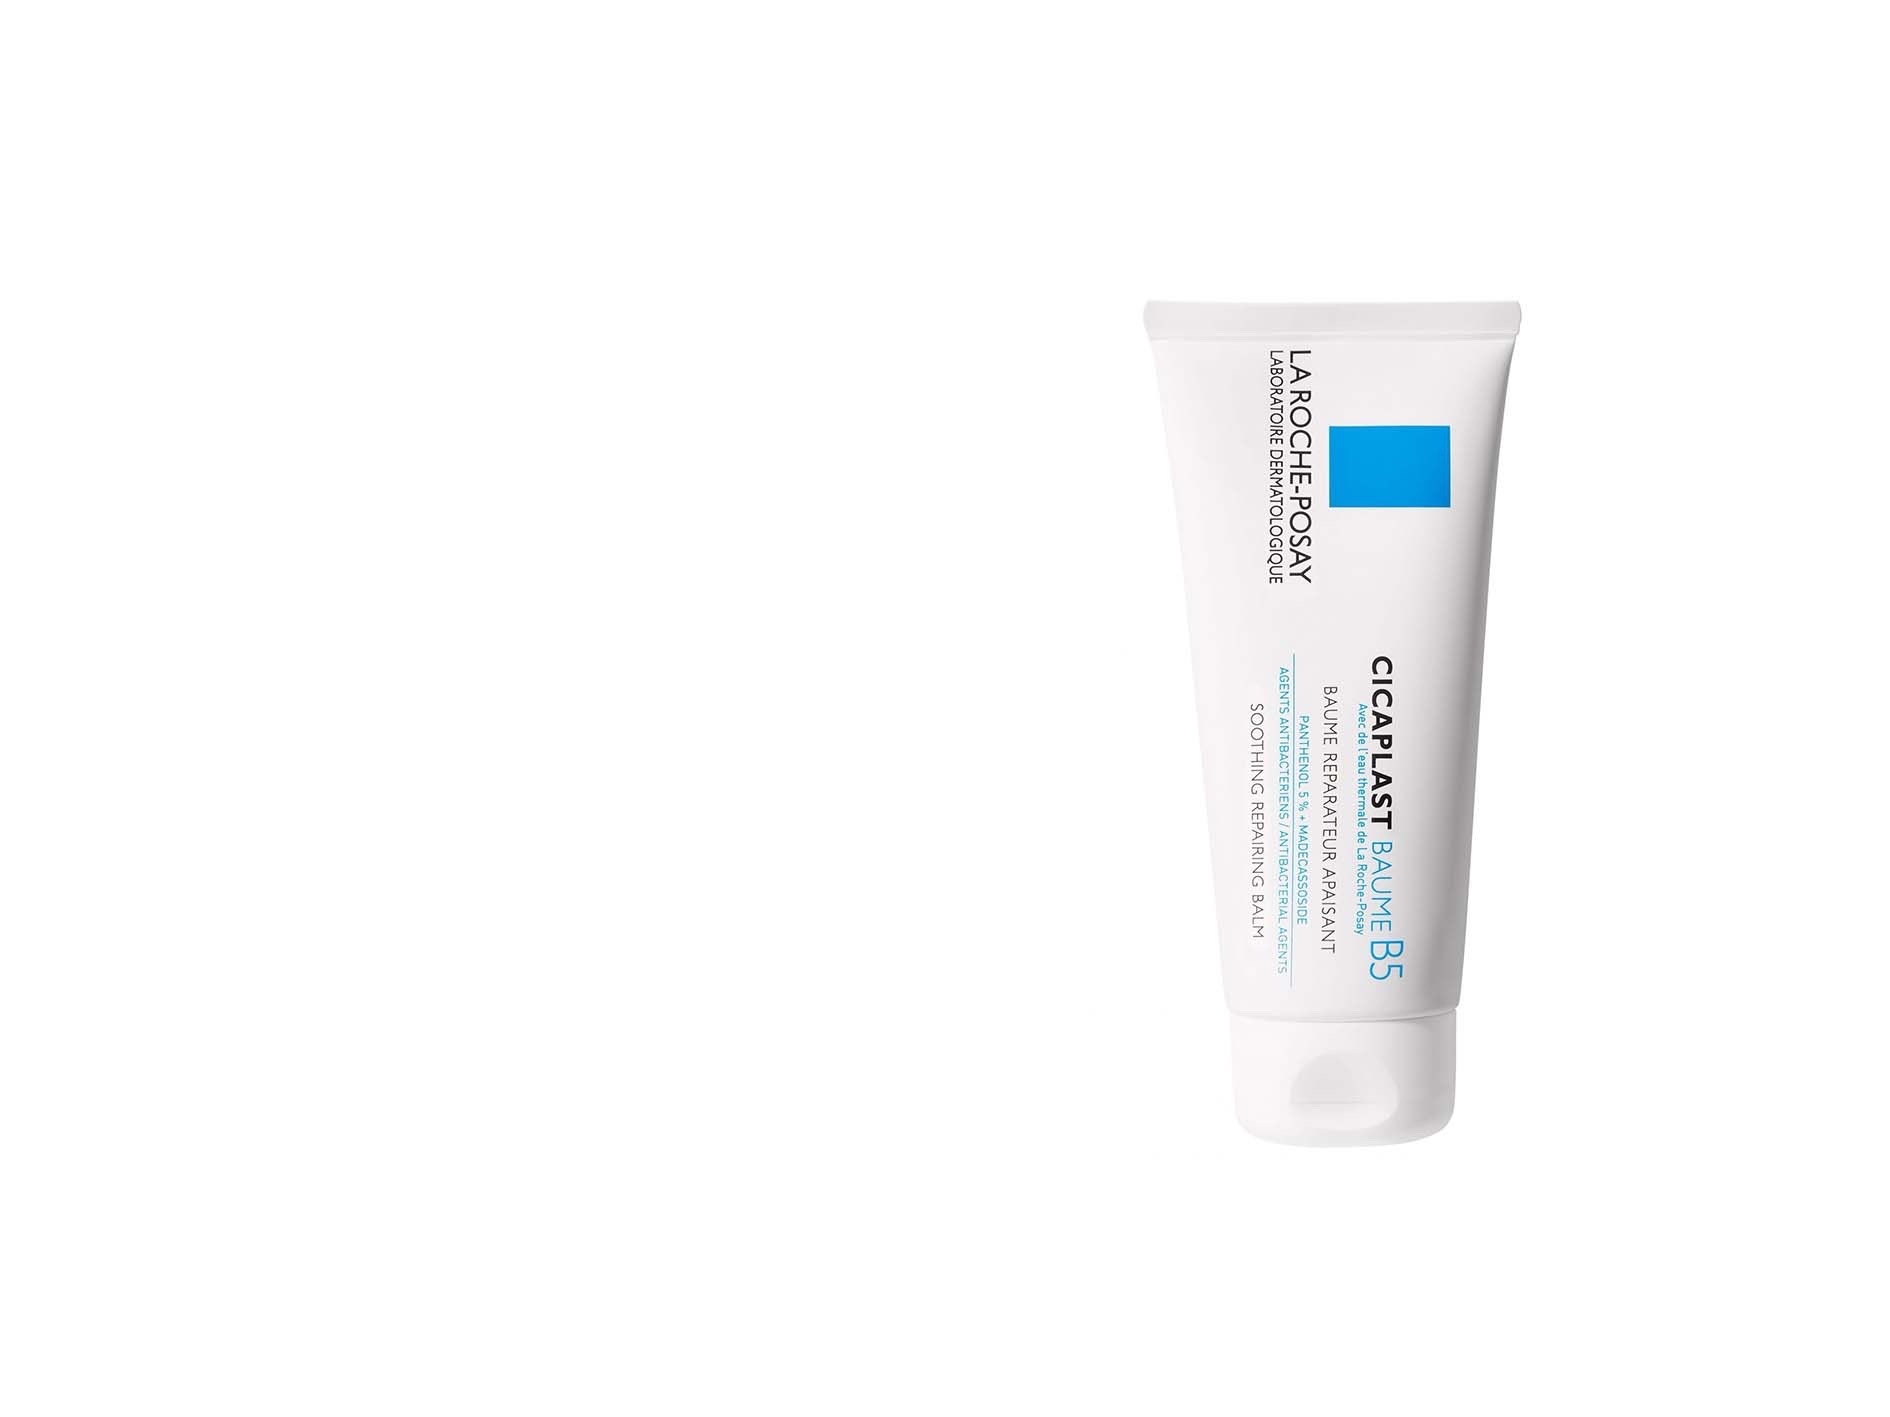 LA ROCHE-POSAY
LABORATOIRE DERMATOLOGIQUE
CICAPLAST BAUME B5
Avec de l'eau thermale de La Roche-Posay
BAUME REPARATEUR APAISANT
PANTHENOL 5 % + MADECASSOSIDE
AGENTS ANTIBACTERIENS / ANTIBACTERIAL AGENTS
SOOTHING REPAIRING BALM